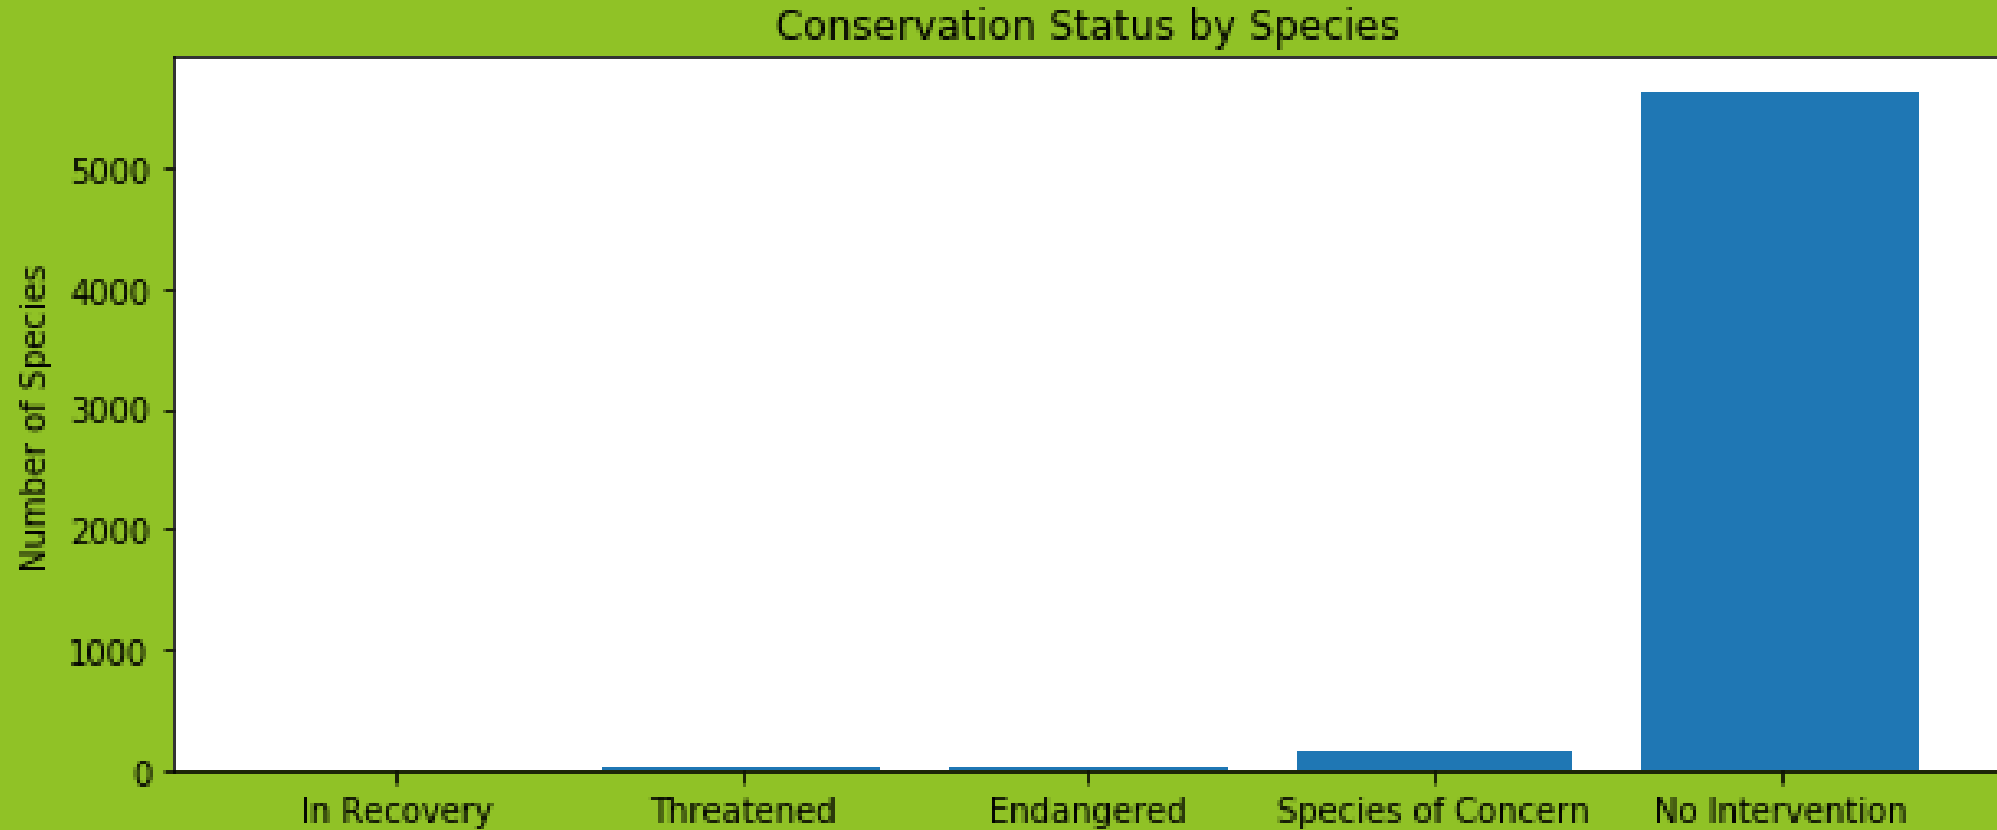 Conservation Status by Species
Number of Species
5000
4000
3000
2000
1000
0
In Recovery
Threatened
Endangered
Species of Concern
No Intervention